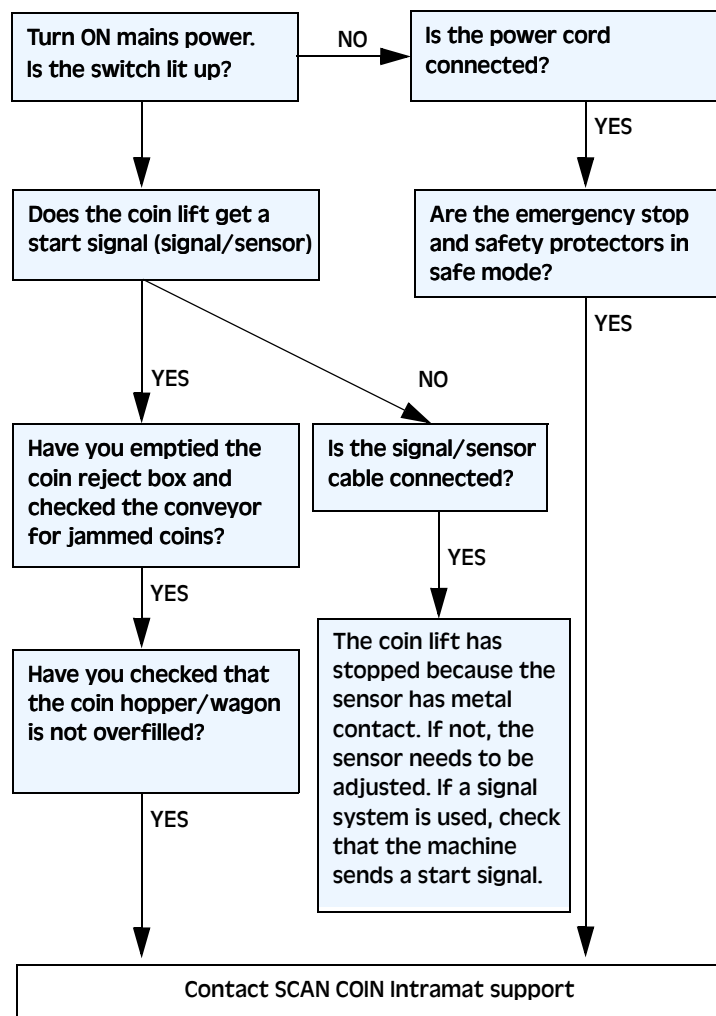 Turn ON mains power.
Is the switch lit up?
NO
Is the power cord
connected?
YES
Does the coin lift get a
start signal (signal/sensor)
Are the emergency stop
and safety protectors in
safe mode?
YES
YES
NO
Have you emptied the
coin reject box and
checked the conveyor
for jammed coins?
Is the signal/sensor
cable connected?
YES
YES
Have you checked that
the coin hopper/wagon
is not overfilled?
The coin lift has
stopped because the
sensor has metal
contact. If not, the
sensor needs to be
adjusted. If a signal
system is used, check
that the machine
sends a start signal.
YES
Contact SCAN COIN Intramat support